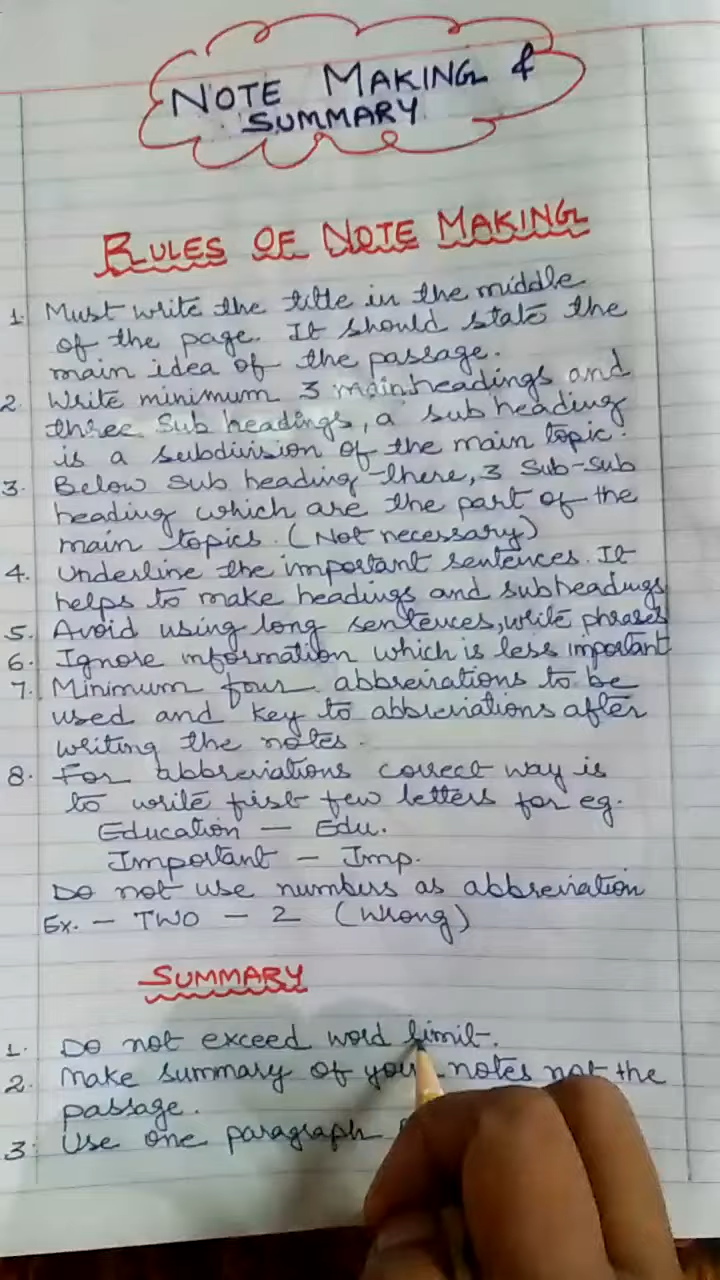 NOTE MAKING &
SUMMARY
RULES OF NOTE MAKING
1. Must write the title in the middle
of the page. It should state the
main idea of the passage.
2. Write minimum 3 main headings and
three Sub headings, a sub heading
is a subdivision of the main topic.
3. Below sub heading there, 3 Sub-sub
heading which are the part of the
main topics. (Not necessary)
4. Underline the important sentences. It
helps to make headings and subheadings
5. Avoid using long sentences, write phrases
6. Ignore information which is less important
7. Minimum four abbreviations to be
used and key to abbreviations after
writing the notes.
8. For abbreviations correct way is
to write first few letters for eg.
Education — Edu.
Important — Imp.
Do not use numbers as abbreviation
Ex. — TWO — 2 (Wrong)
SUMMARY
1. Do not exceed word limit.
2. Make summary of your notes not the
passage.
3. Use one paragraph